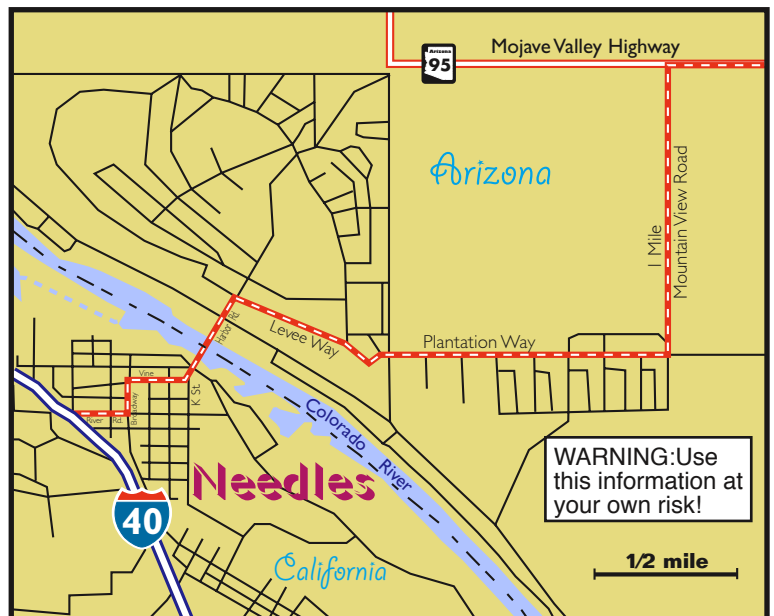 Mojave Valley Highway
Arizona
95
Arizona
1 Mile
Mountain View Road
Harbor Rd
Levee Way
Plantation Way
Vine
K St.
Broadway
River Rd.
Colorado River
Needles
WARNING:Use
this information at
your own risk!
40
California
1/2 mile